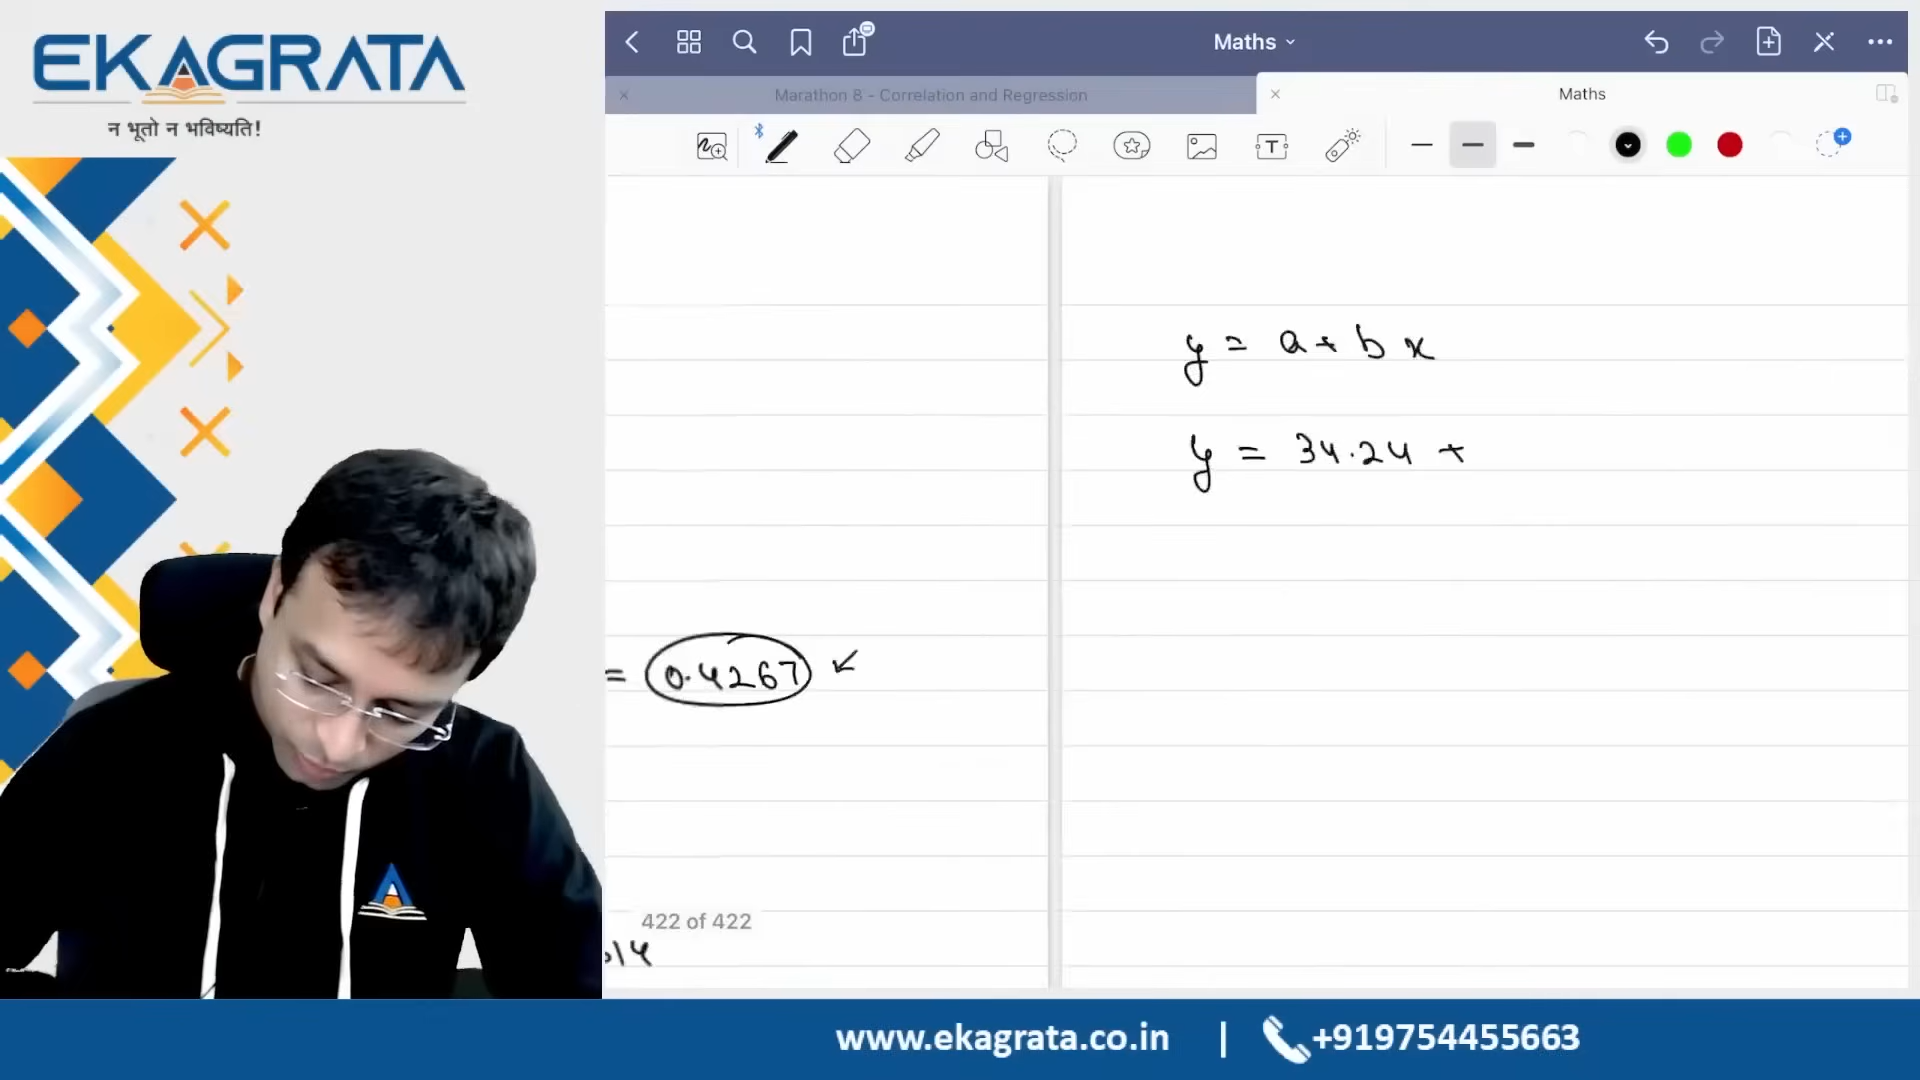 EKAGRATA
न भूतो न भविष्यति!
Maths
Marathon 8 - Correlation and Regression
Maths
T
y = a + b x
y = 34.24 +
= 0.4267
422 of 422
www.ekagrata.co.in | +919754455663